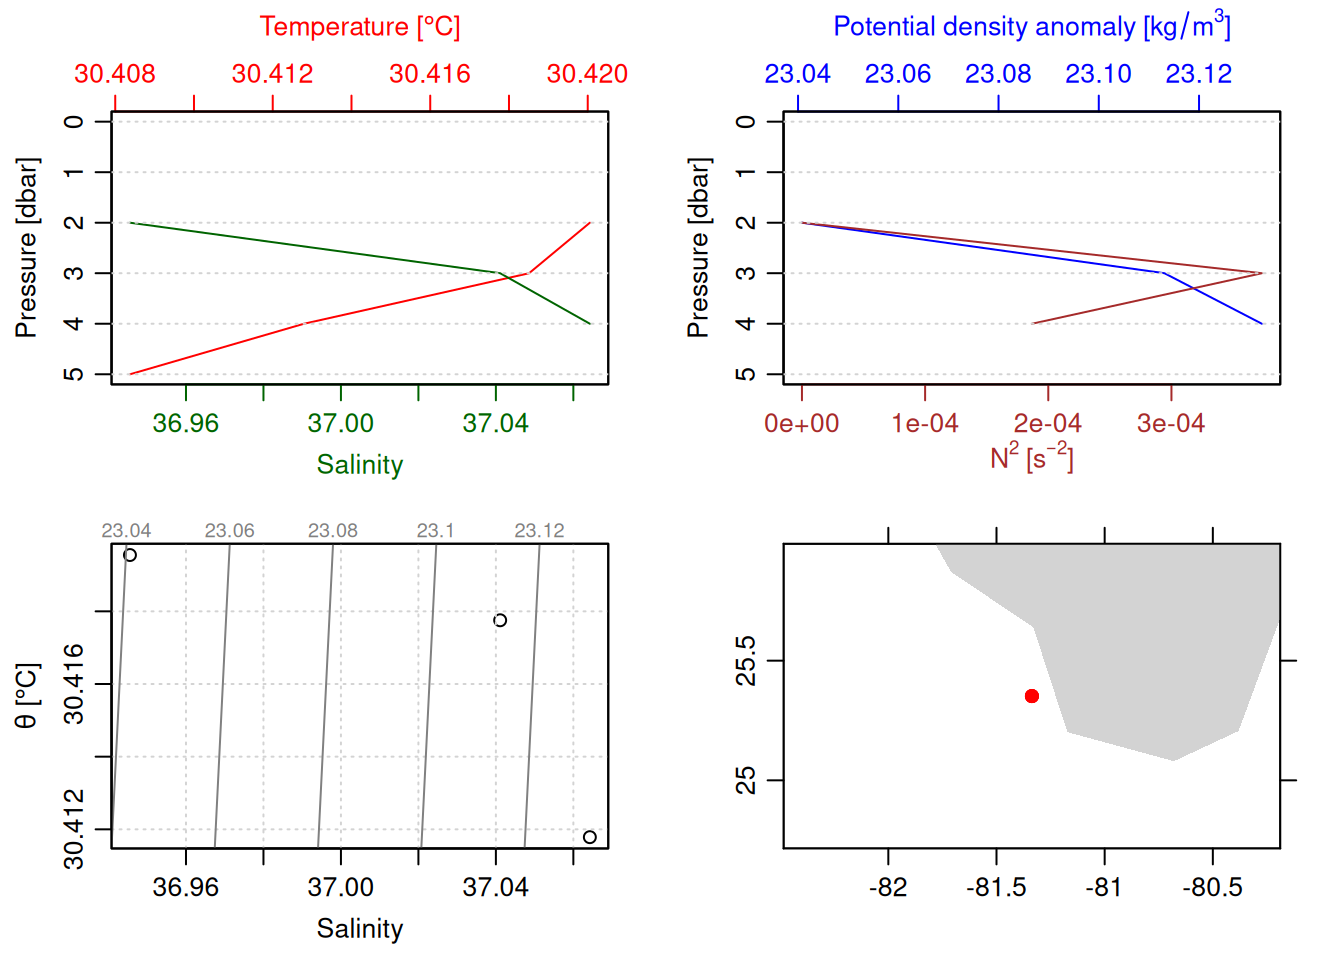 Temperature [°C]
30.408 30.412 30.416 30.420
0
1
2
3
4
5
Pressure [dbar]
36.96 37.00 37.04
Salinity
Potential density anomaly [kg/m³]
23.04 23.06 23.08 23.10 23.12
0
1
2
3
4
5
Pressure [dbar]
0e+00 1e-04 2e-04 3e-04
N² [s⁻²]
23.04 23.06 23.08 23.1 23.12
θ [°C]
30.416
30.412
36.96 37.00 37.04
Salinity
25.5
25
-82 -81.5 -81 -80.5